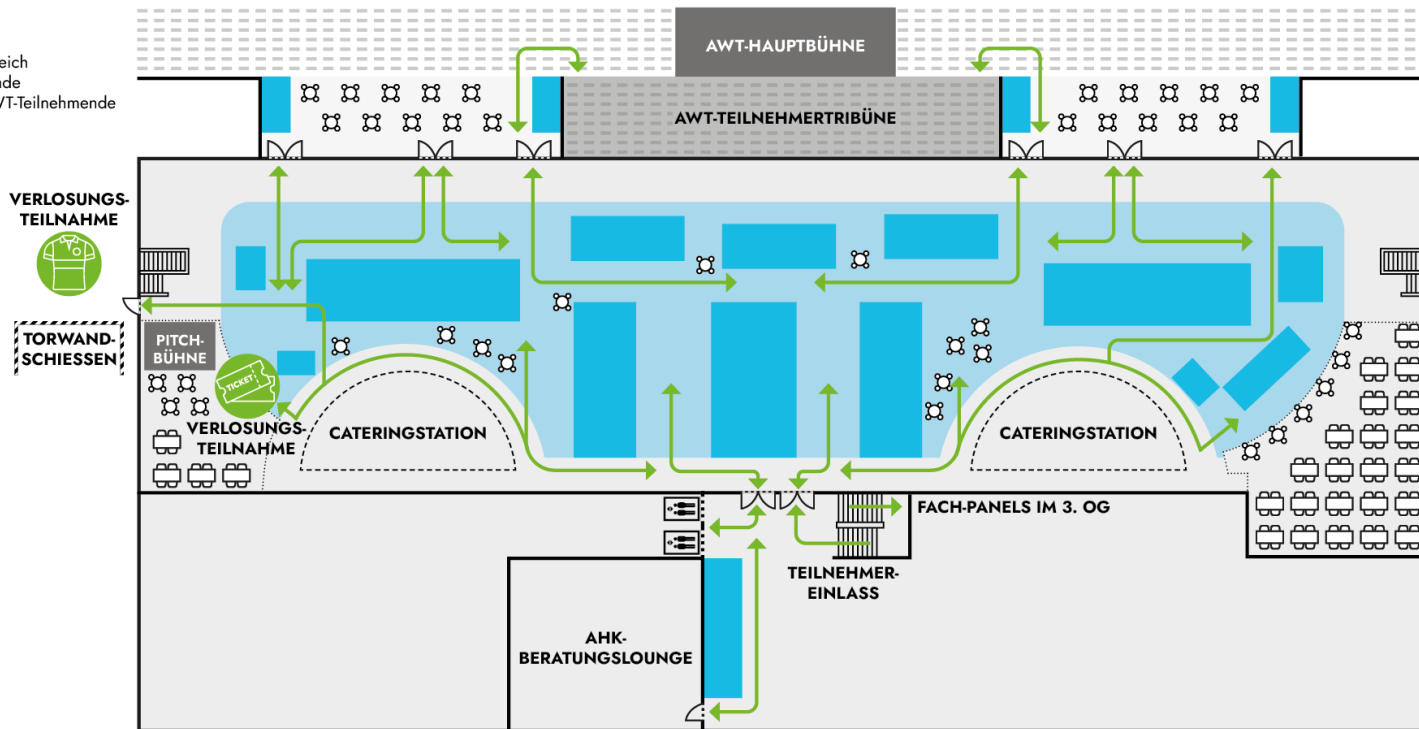 AWT-HAUPTBÜHNE
eich
de
VT-Teilnehmende
AWT-TEILNEHMERTRIBÜNE
VERLOSUNGS-
TEILNAHME
TORWAND-
SCHIESSEN
PITCH-
BÜHNE
TICKET
VERLOSUNGS-
TEILNAHME
CATERINGSTATION
CATERINGSTATION
FACH-PANELS IM 3. OG
TEILNEHMER-
EINLASS
AHK-
BERATUNGSLOUNGE